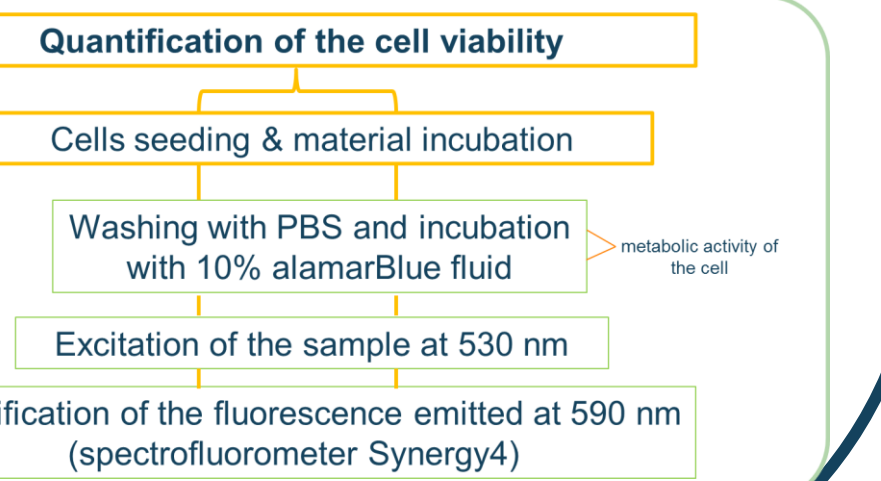 Quantification of the cell viability
Cells seeding & material incubation
Washing with PBS and incubation
with 10% alamarBlue fluid
metabolic activity of
the cell
Excitation of the sample at 530 nm
ification of the fluorescence emitted at 590 nm
(spectrofluorometer Synergy4)